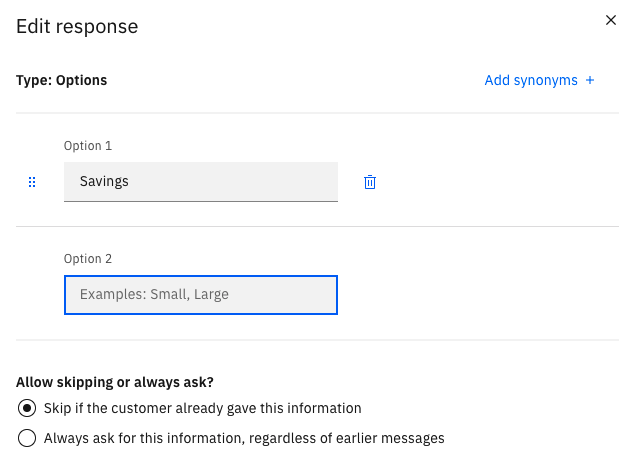 Edit response
Type: Options
Add synonyms +
Option 1
Savings
Option 2
Examples: Small, Large
Allow skipping or always ask?
Skip if the customer already gave this information
Always ask for this information, regardless of earlier messages